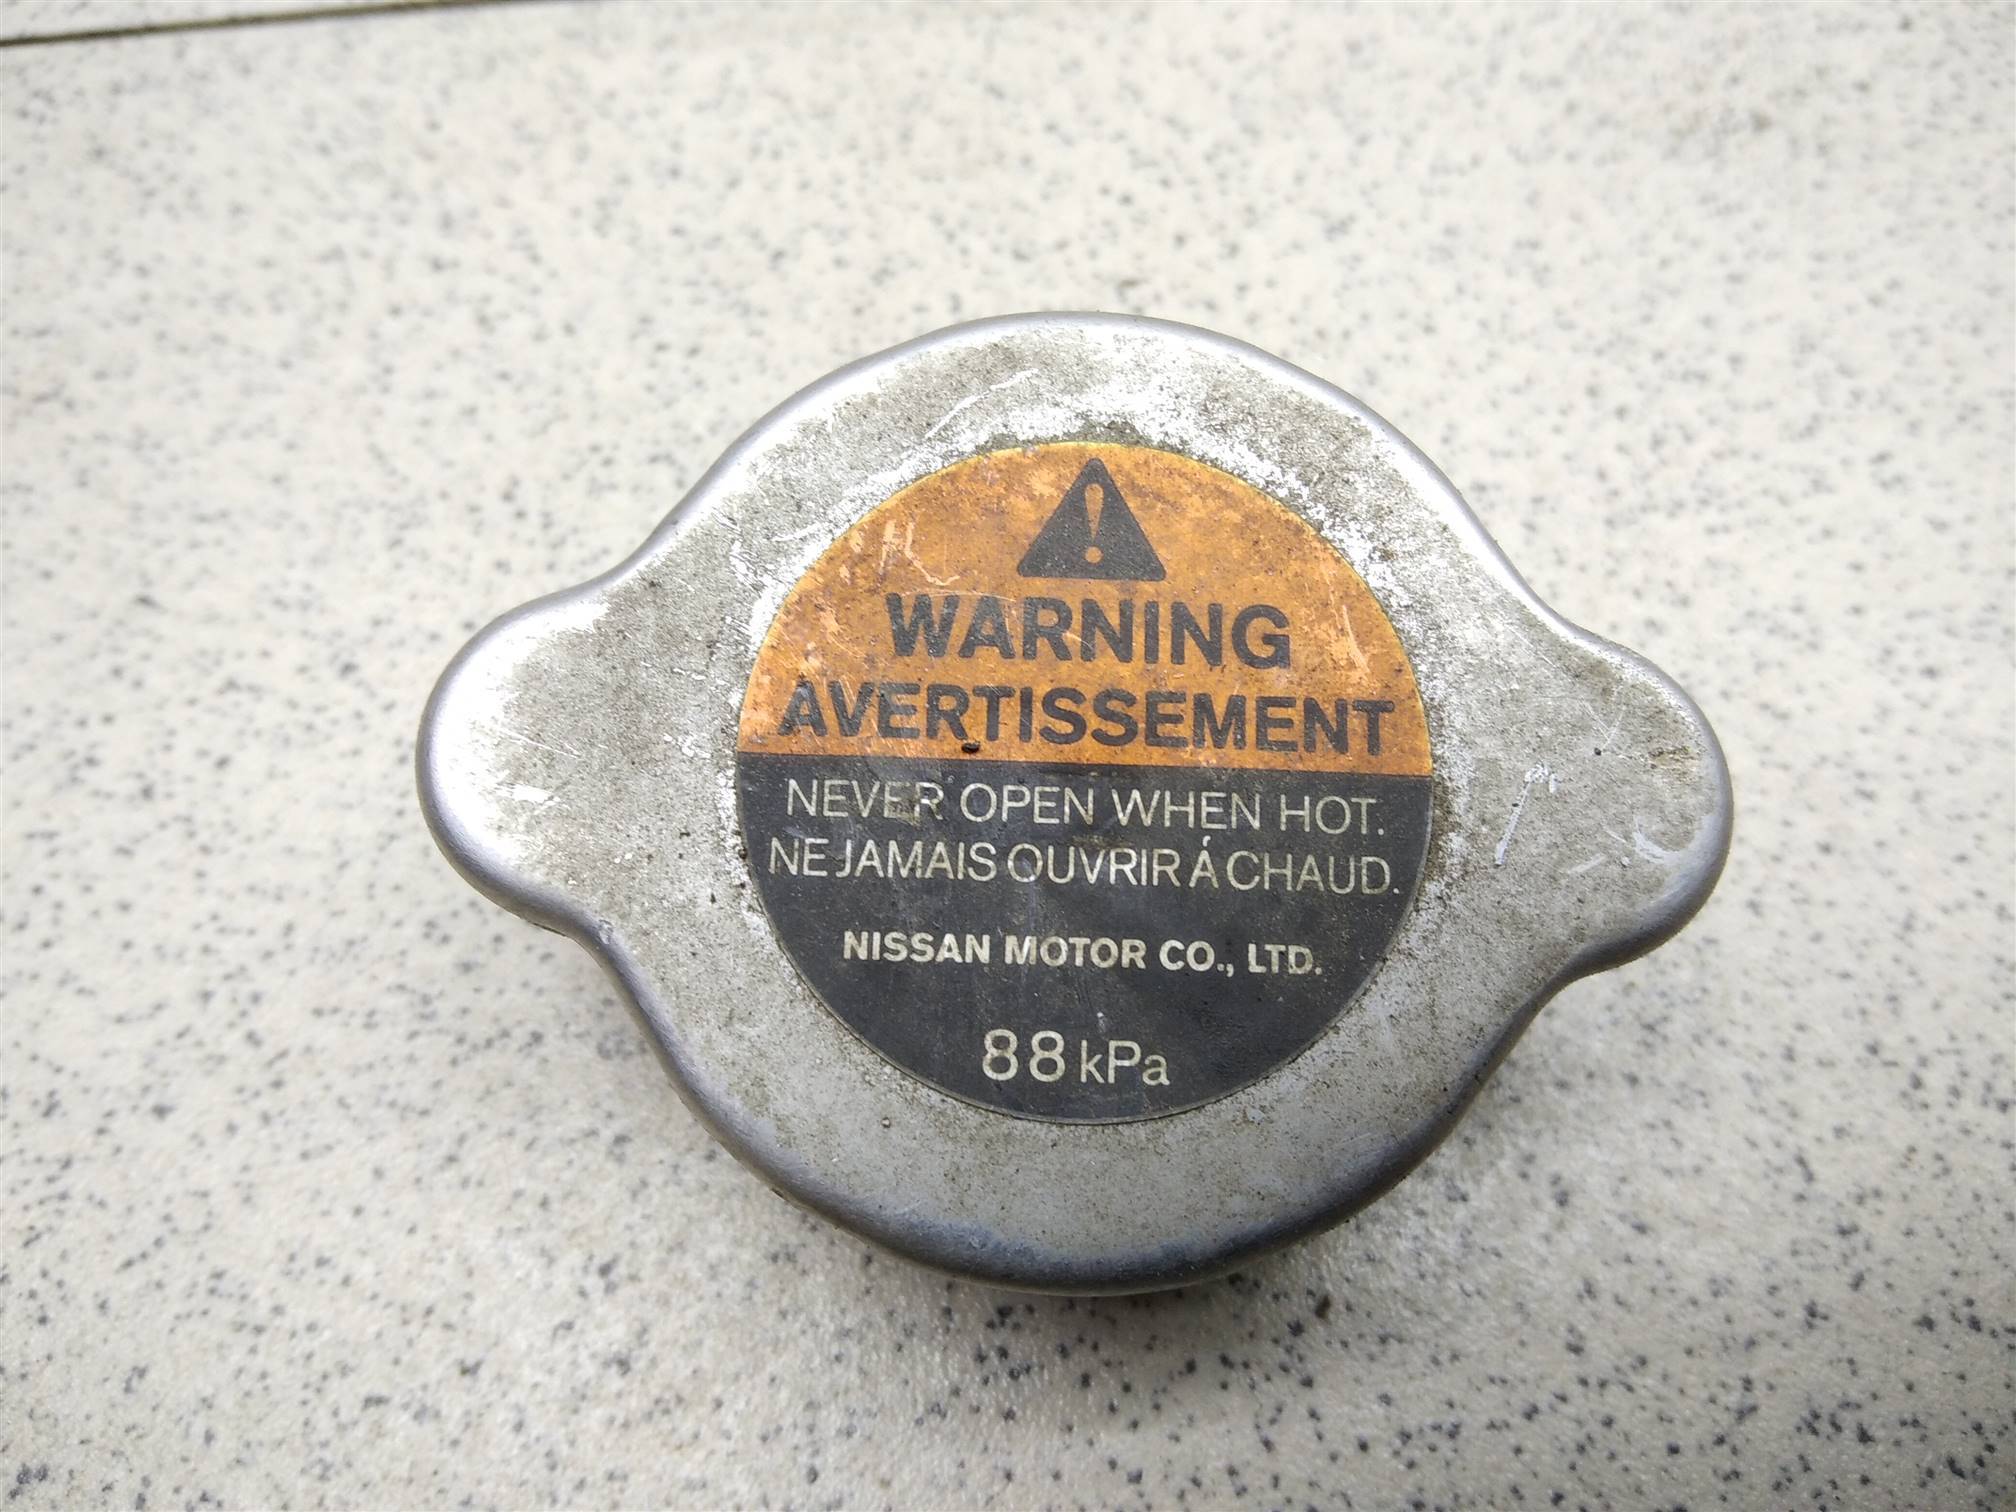 WARNING
AVERTISSEMENT
NEVER OPEN WHEN HOT.
NE JAMAIS OUVRIR Á CHAUD.
NISSAN MOTOR CO., LTD.
88 kPa